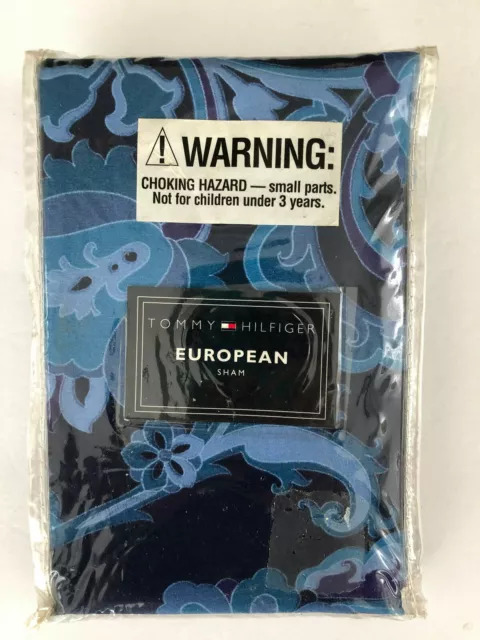 WARNING:
CHOKING HAZARD — small parts.
Not for children under 3 years.
TOMMY HILFIGER
EUROPEAN
SHAM